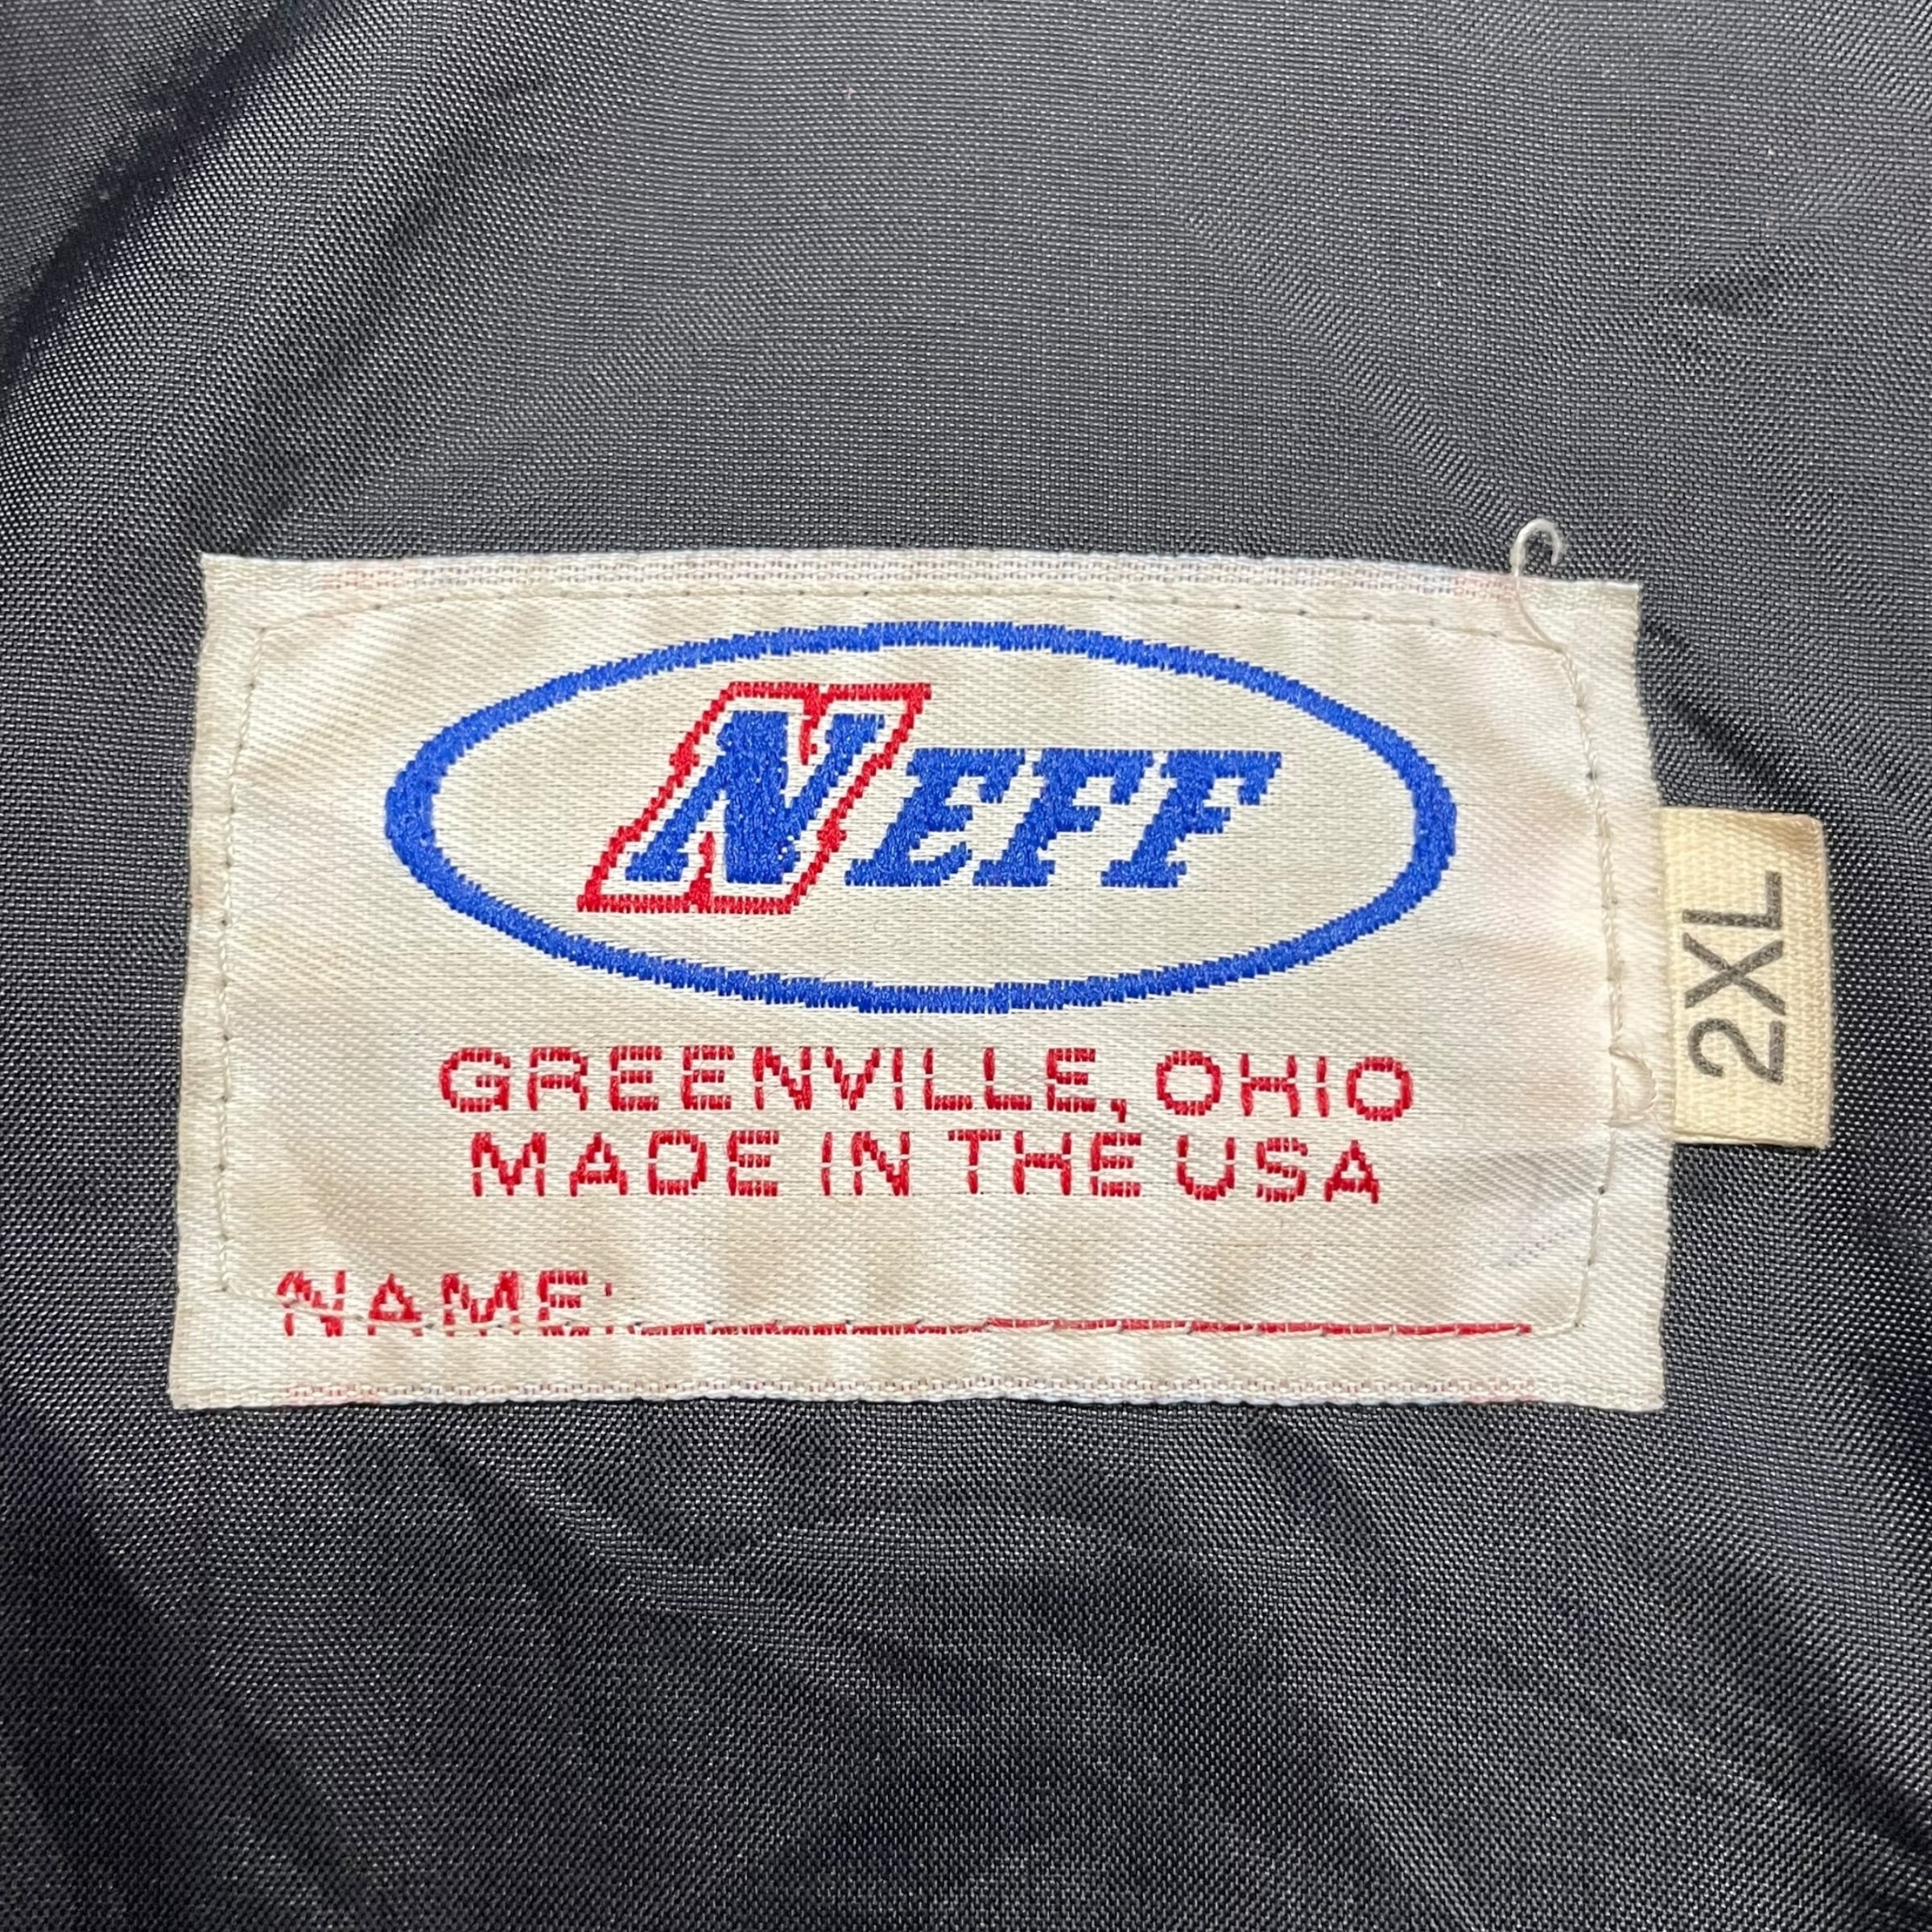 NEFF
GREENVILLE, OHIO
MADE IN THE USA
NAME:
2XL